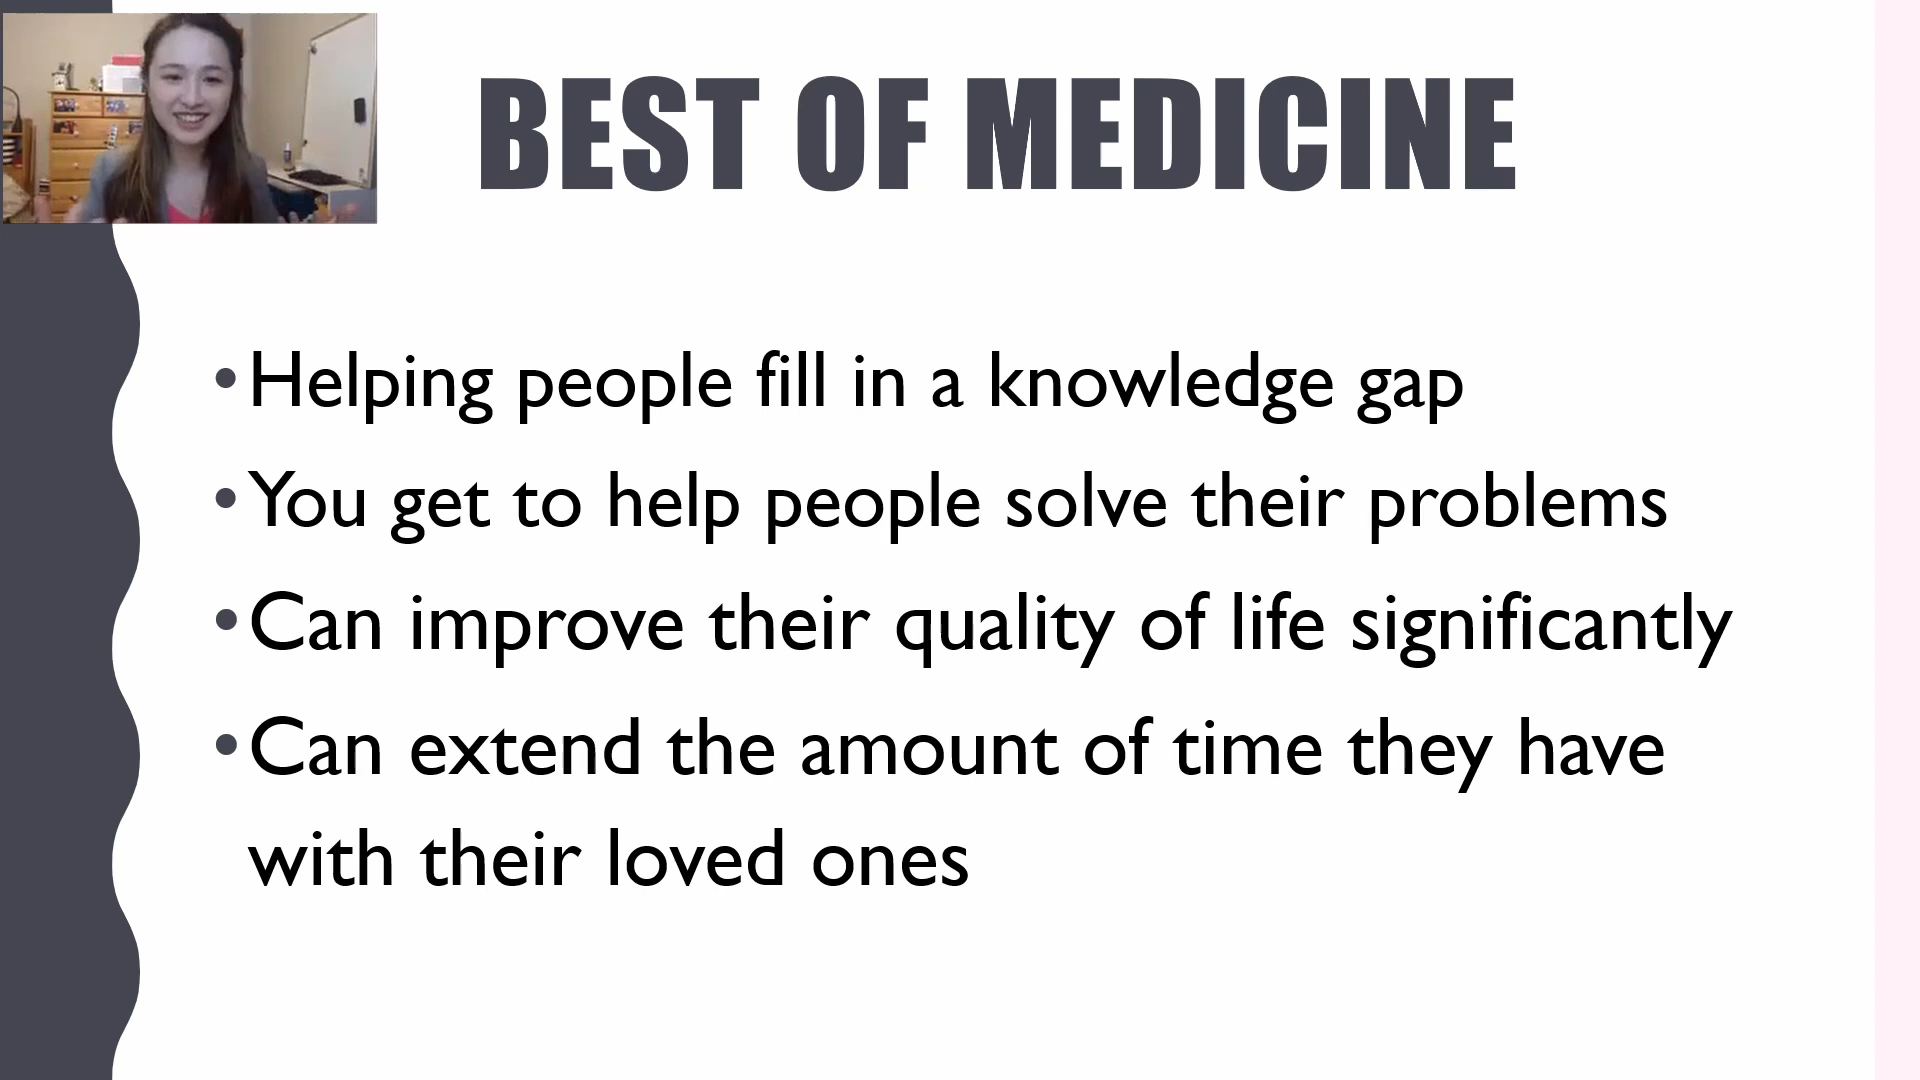 BEST OF MEDICINE
•Helping people fill in a knowledge gap
•You get to help people solve their problems
•Can improve their quality of life significantly
•Can extend the amount of time they have
with their loved ones